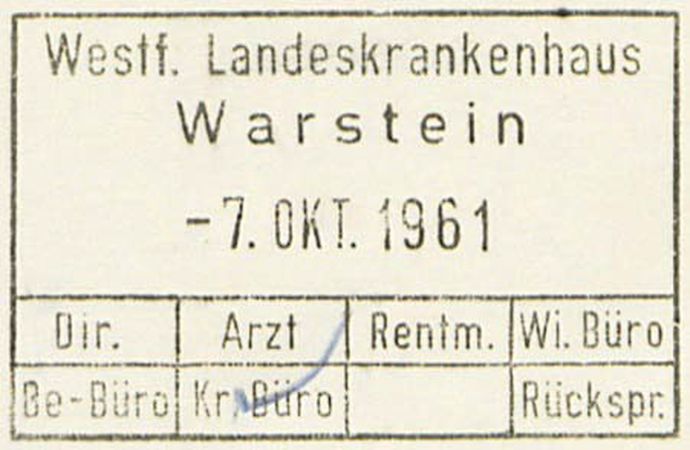 Westf. Landeskrankenhaus
Warstein
-7. OKT. 1961
Dir. Arzt Rentm. Wi. Büro
Be-Büro Kr. Büro Rückspr.